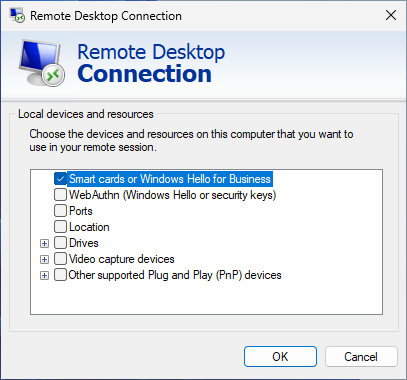 Remote Desktop Connection
Remote Desktop
Connection
Local devices and resources
Choose the devices and resources on this computer that you want to
use in your remote session.
Smart cards or Windows Hello for Business
WebAuthn (Windows Hello or security keys)
Ports
Location
Drives
Video capture devices
Other supported Plug and Play (PnP) devices
OK
Cancel